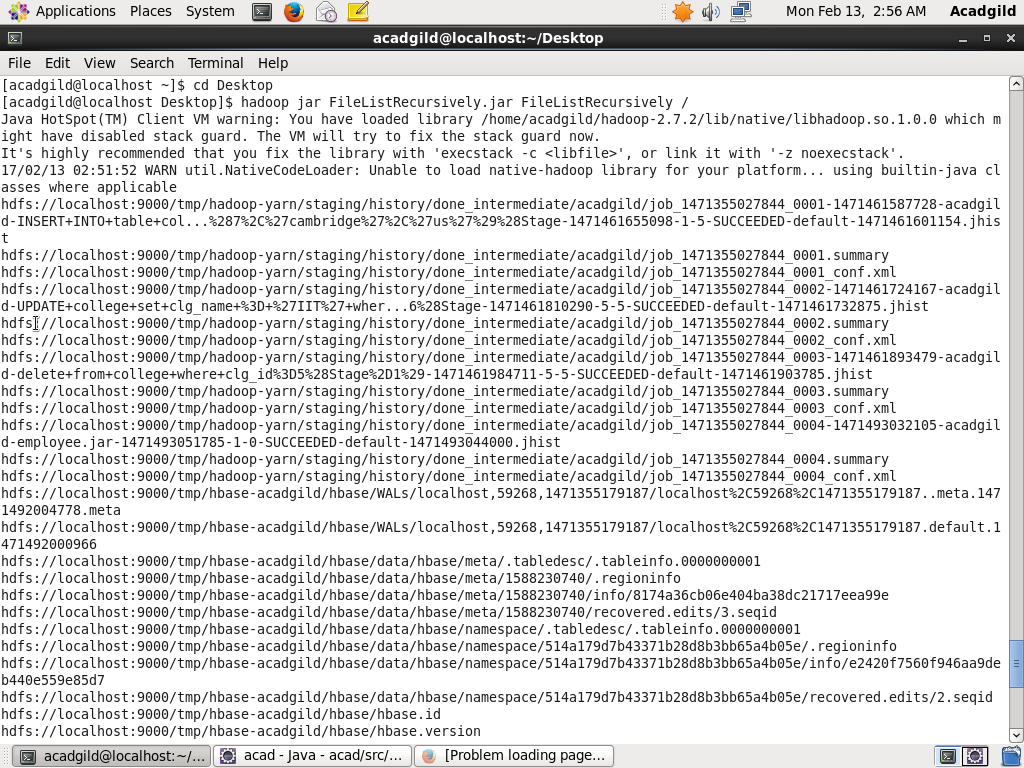 Applications Places System Mon Feb 13, 2:56 AM Acadgild
acadgild@localhost:~/Desktop
File Edit View Search Terminal Help
[acadgild@localhost ~]$ cd Desktop
[acadgild@localhost Desktop]$ hadoop jar FileListRecursively.jar FileListRecursively /
Java HotSpot(TM) Client VM warning: You have loaded library /home/acadgild/hadoop-2.7.2/lib/native/libhadoop.so.1.0.0 which m
ight have disabled stack guard. The VM will try to fix the stack guard now.
It's highly recommended that you fix the library with 'execstack -c <libfile>', or link it with '-z noexecstack'.
17/02/13 02:51:52 WARN util.NativeCodeLoader: Unable to load native-hadoop library for your platform... using builtin-java cl
asses where applicable
hdfs://localhost:9000/tmp/hadoop-yarn/staging/history/done_intermediate/acadgild/job_1471355027844_0001-1471461587728-acadgil
d-INSERT+INTO+table+col...%287%2C%27cambridge%27%2C%27us%27%29%28Stage-1471461655098-1-5-SUCCEEDED-default-1471461601154.jhis
t
hdfs://localhost:9000/tmp/hadoop-yarn/staging/history/done_intermediate/acadgild/job_1471355027844_0001.summary
hdfs://localhost:9000/tmp/hadoop-yarn/staging/history/done_intermediate/acadgild/job_1471355027844_0001_conf.xml
hdfs://localhost:9000/tmp/hadoop-yarn/staging/history/done_intermediate/acadgild/job_1471355027844_0002-1471461724167-acadgil
d-UPDATE+college+set+clg_name+%3D+%27IIT%27+wher...6%28Stage-1471461810290-5-5-SUCCEEDED-default-1471461732875.jhist
hdfs://localhost:9000/tmp/hadoop-yarn/staging/history/done_intermediate/acadgild/job_1471355027844_0002.summary
hdfs://localhost:9000/tmp/hadoop-yarn/staging/history/done_intermediate/acadgild/job_1471355027844_0002_conf.xml
hdfs://localhost:9000/tmp/hadoop-yarn/staging/history/done_intermediate/acadgild/job_1471355027844_0003-1471461893479-acadgil
d-delete+from+college+where+clg_id%3D5%28Stage%2D1%29-1471461984711-5-5-SUCCEEDED-default-1471461903785.jhist
hdfs://localhost:9000/tmp/hadoop-yarn/staging/history/done_intermediate/acadgild/job_1471355027844_0003.summary
hdfs://localhost:9000/tmp/hadoop-yarn/staging/history/done_intermediate/acadgild/job_1471355027844_0003_conf.xml
hdfs://localhost:9000/tmp/hadoop-yarn/staging/history/done_intermediate/acadgild/job_1471355027844_0004-1471493032105-acadgil
d-employee.jar-1471493051785-1-0-SUCCEEDED-default-1471493044000.jhist
hdfs://localhost:9000/tmp/hadoop-yarn/staging/history/done_intermediate/acadgild/job_1471355027844_0004.summary
hdfs://localhost:9000/tmp/hadoop-yarn/staging/history/done_intermediate/acadgild/job_1471355027844_0004_conf.xml
hdfs://localhost:9000/tmp/hbase-acadgild/hbase/WALs/localhost,59268,1471355179187/localhost%2C59268%2C1471355179187..meta.147
1492004778.meta
hdfs://localhost:9000/tmp/hbase-acadgild/hbase/WALs/localhost,59268,1471355179187/localhost%2C59268%2C1471355179187.default.1
471492000966
hdfs://localhost:9000/tmp/hbase-acadgild/hbase/data/hbase/meta/.tabledesc/.tableinfo.0000000001
hdfs://localhost:9000/tmp/hbase-acadgild/hbase/data/hbase/meta/1588230740/.regioninfo
hdfs://localhost:9000/tmp/hbase-acadgild/hbase/data/hbase/meta/1588230740/info/8174a36cb06e404ba38dc21717eea99e
hdfs://localhost:9000/tmp/hbase-acadgild/hbase/data/hbase/meta/1588230740/recovered.edits/3.seqid
hdfs://localhost:9000/tmp/hbase-acadgild/hbase/data/hbase/namespace/.tabledesc/.tableinfo.0000000001
hdfs://localhost:9000/tmp/hbase-acadgild/hbase/data/hbase/namespace/514a179d7b43371b28d8b3bb65a4b05e/.regioninfo
hdfs://localhost:9000/tmp/hbase-acadgild/hbase/data/hbase/namespace/514a179d7b43371b28d8b3bb65a4b05e/info/e2420f7560f946aa9de
b440e559e85d7
hdfs://localhost:9000/tmp/hbase-acadgild/hbase/data/hbase/namespace/514a179d7b43371b28d8b3bb65a4b05e/recovered.edits/2.seqid
hdfs://localhost:9000/tmp/hbase-acadgild/hbase/hbase.id
hdfs://localhost:9000/tmp/hbase-acadgild/hbase/hbase.version
acadgild@localhost:~/... acad - Java - acad/src/... [Problem loading page...